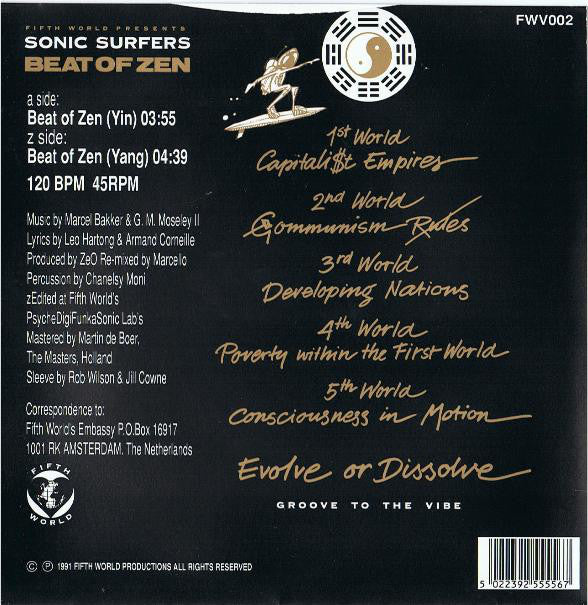 FIFTH WORLD PRESENTS
SONIC SURFERS
BEAT OF ZEN
FWV002
a side:
Beat of Zen (Yin) 03:55
z side:
Beat of Zen (Yang) 04:39
120 BPM 45RPM
Music by Marcel Bakker & G. M. Moseley II
Lyrics by Leo Hartong & Armand Corneille
Produced by ZeO Re-mixed by Marcello
Percussion by Chanelsy Moni
zEdited at Fifth World's
PsycheDigiFunkaSonic Lab's
Mastered by Martin de Boer,
The Masters, Holland
Sleeve by Rob Wilson & Jill Cowne
Correspondence to:
Fifth World's Embassy P.O.Box 16917
1001 RK AMSTERDAM. The Netherlands
FIFTH
WORLD
1st World
Capitali$t Empires
2nd World
Communism Rules
3rd World
Developing Nations
4th World
Poverty within the First World
5th World
Consciousness in Motion
Evolve or Dissolve
GROOVE TO THE VIBE
© ℗ 1991 FIFTH WORLD PRODUCTIONS ALL RIGHTS RESERVED
5 022392 555567